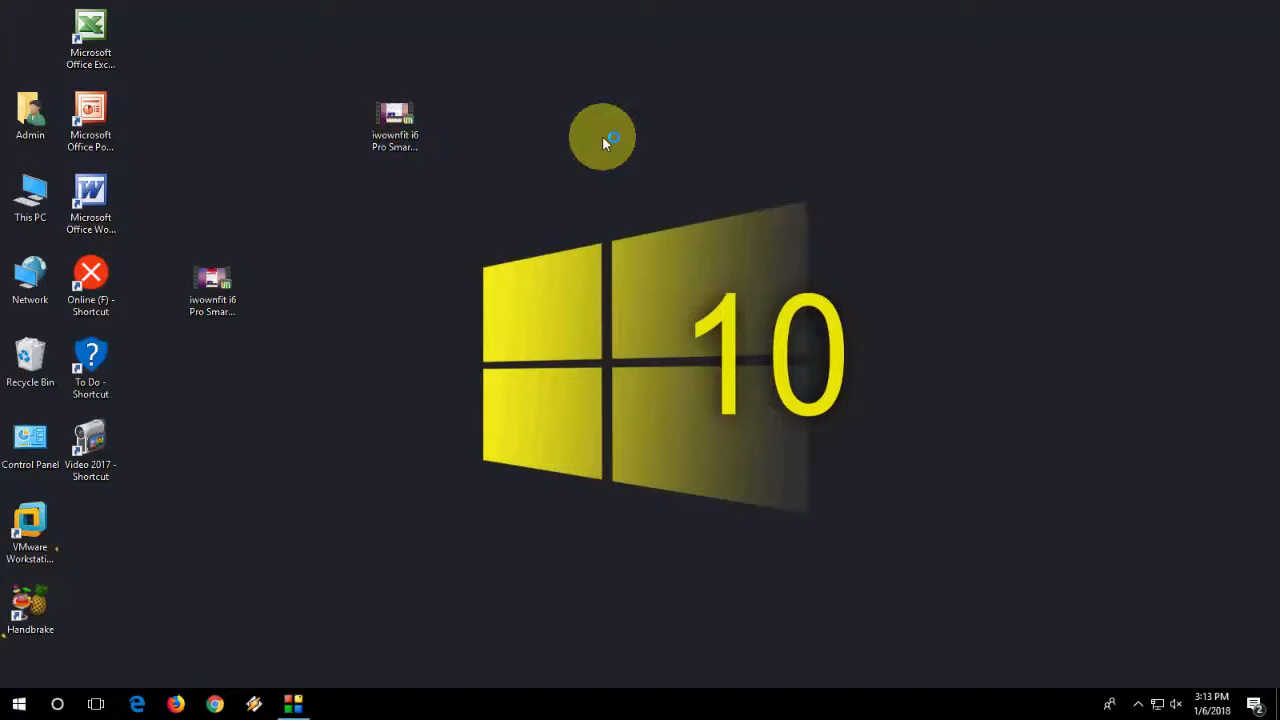 Microsoft
Office Exc...
Admin
Microsoft
Office Po...
iwownfit i6
Pro Smar...
This PC
Microsoft
Office Wo...
Network
Online (F) -
Shortcut
iwownfit i6
Pro Smar...
Recycle Bin
To Do -
Shortcut
10
Control Panel
Video 2017 -
Shortcut
VMware
Workstati...
Handbrake
3:13 PM
1/6/2018
2